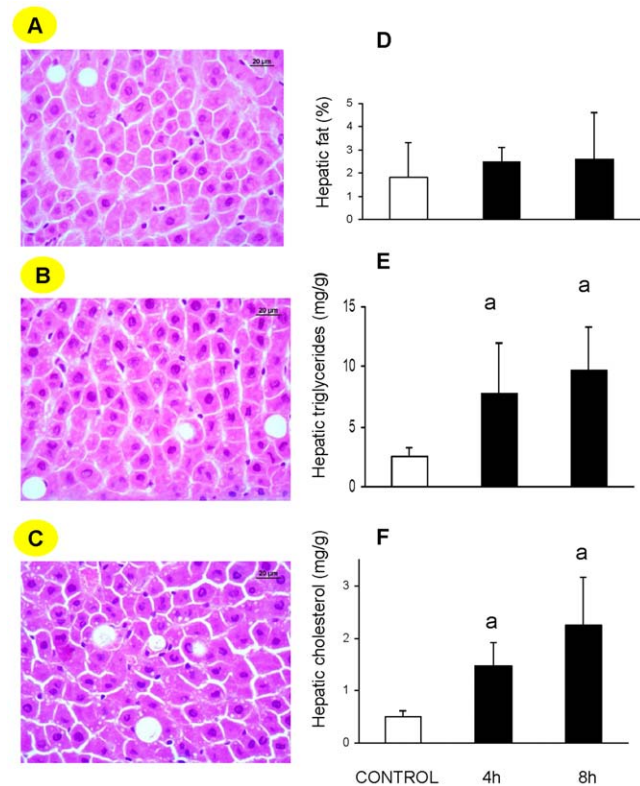 A
20 µm
B
20 µm
C
20 µm
D
Hepatic fat (%)
5
4
3
2
1
0
E
Hepatic triglycerides (mg/g)
15
10
5
0
a
a
F
Hepatic cholesterol (mg/g)
3
2
1
0
a
a
CONTROL 4h 8h